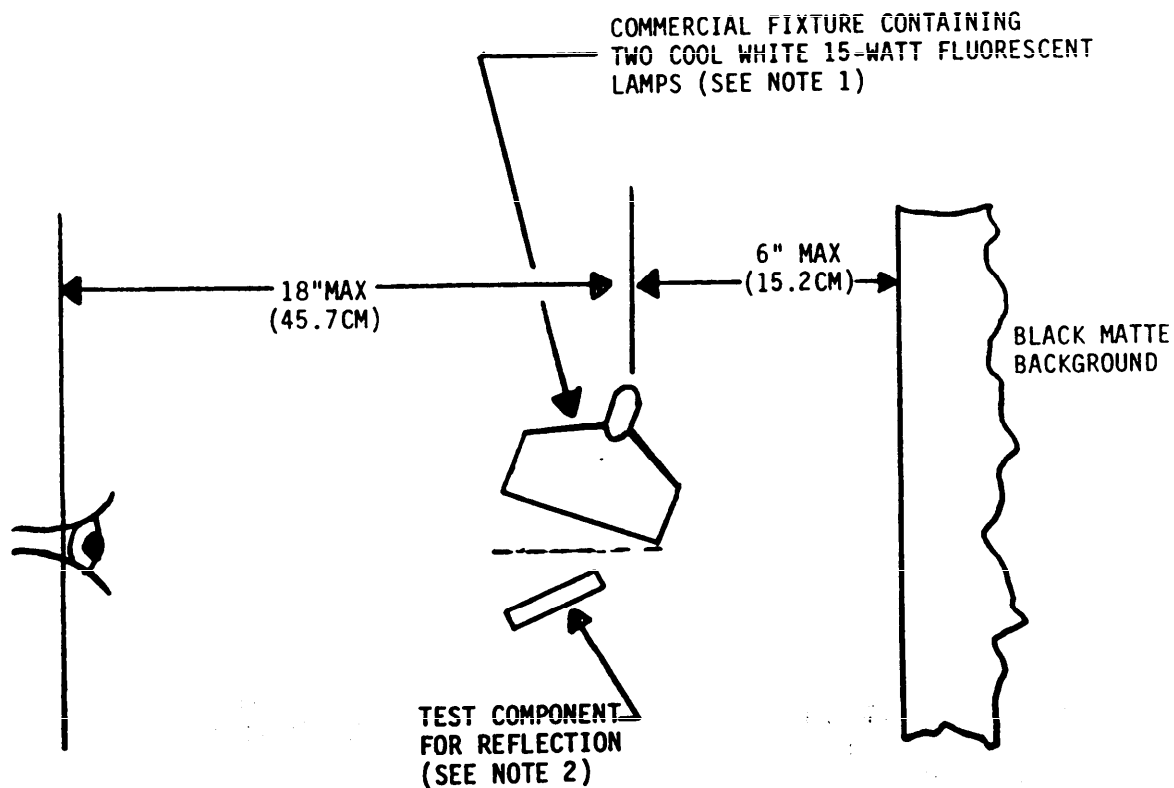 COMMERCIAL FIXTURE CONTAINING
TWO COOL WHITE 15-WATT FLUORESCENT
LAMPS (SEE NOTE 1)
6" MAX
(15.2CM)
18"MAX
(45.7CM)
BLACK MATTE
BACKGROUND
TEST COMPONENT
FOR REFLECTION
(SEE NOTE 2)